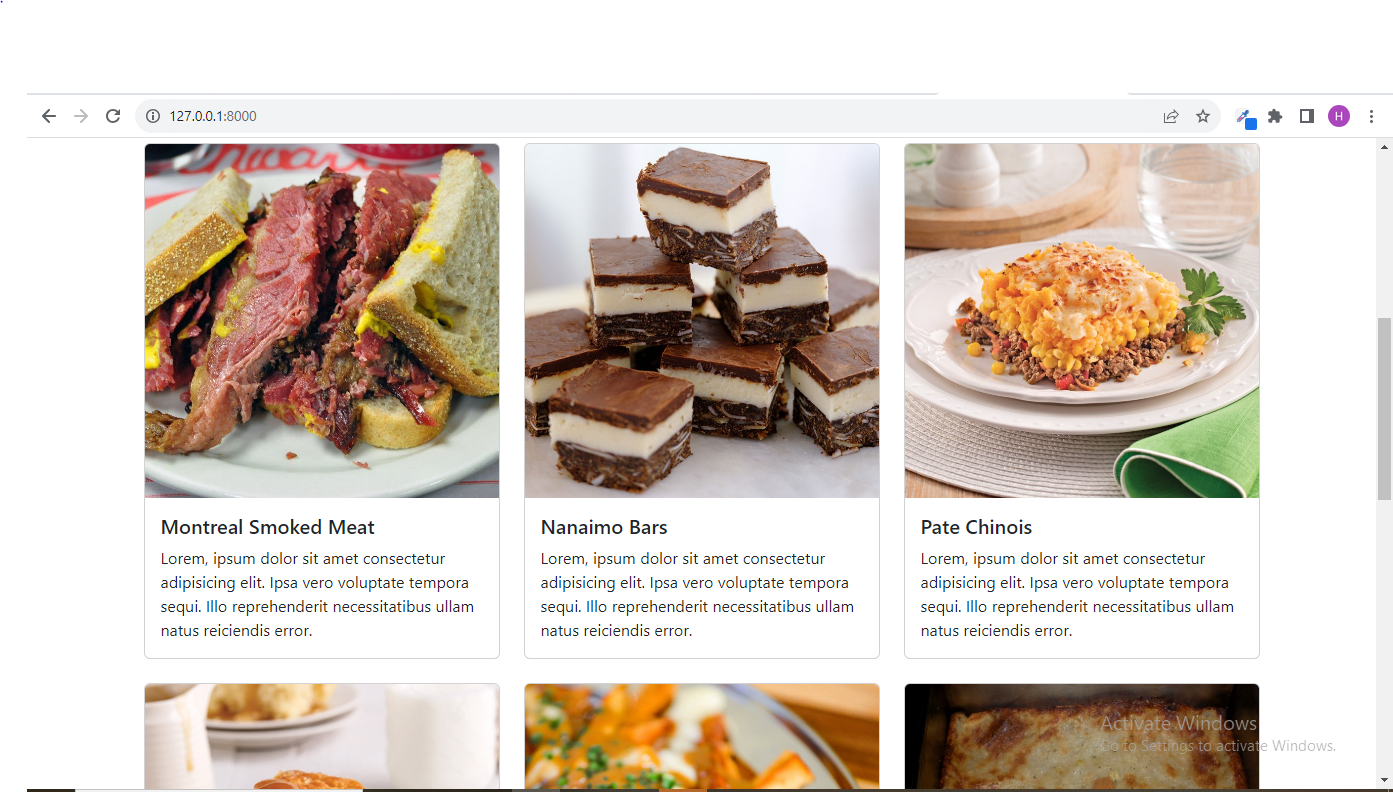 127.0.0.1:8000
H
Montreal Smoked Meat
Lorem, ipsum dolor sit amet consectetur
adipisicing elit. Ipsa vero voluptate tempora
sequi. Illo reprehenderit necessitatibus ullam
natus reiciendis error.
Nanaimo Bars
Lorem, ipsum dolor sit amet consectetur
adipisicing elit. Ipsa vero voluptate tempora
sequi. Illo reprehenderit necessitatibus ullam
natus reiciendis error.
Pate Chinois
Lorem, ipsum dolor sit amet consectetur
adipisicing elit. Ipsa vero voluptate tempora
sequi. Illo reprehenderit necessitatibus ullam
natus reiciendis error.
Activate Windows
Go to Settings to activate Windows.